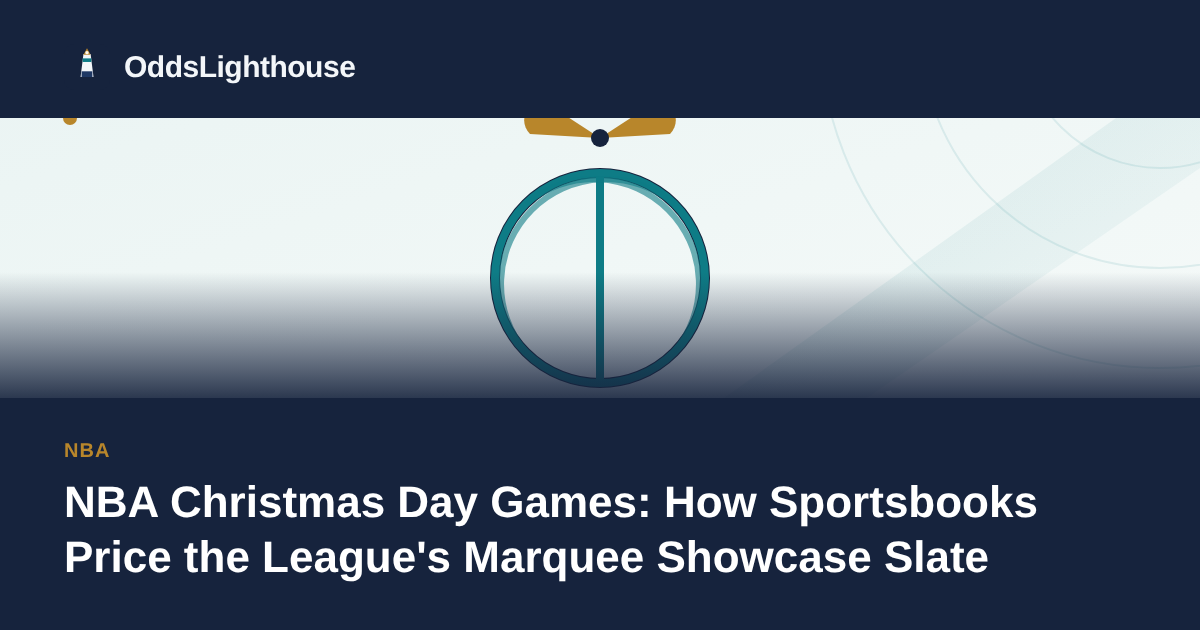 OddsLighthouse
NBA
NBA Christmas Day Games: How Sportsbooks
Price the League's Marquee Showcase Slate